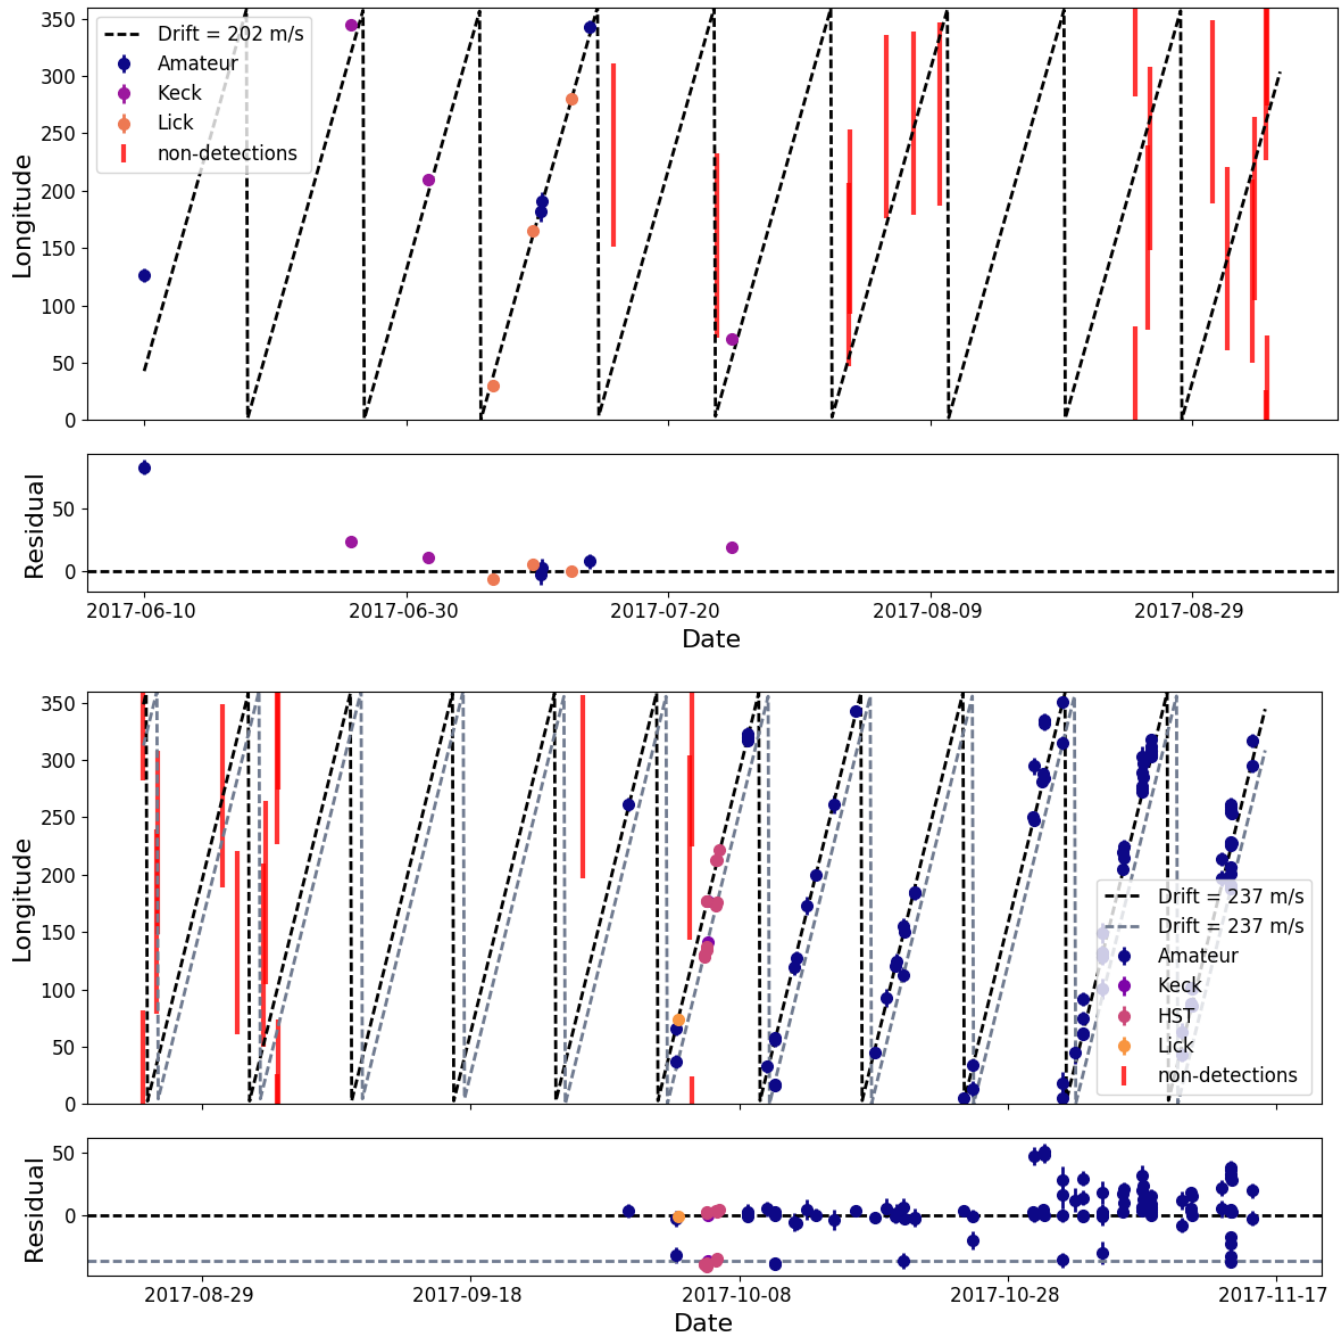 350
300
250
200
150
100
50
0
Longitude
Drift = 202 m/s
Amateur
Keck
Lick
non-detections
50
0
Residual
2017-06-10
2017-06-30
2017-07-20
2017-08-09
2017-08-29
Date
350
300
250
200
150
100
50
0
Longitude
Drift = 237 m/s
Drift = 237 m/s
Amateur
Keck
HST
Lick
non-detections
50
0
Residual
2017-08-29
2017-09-18
2017-10-08
2017-10-28
2017-11-17
Date